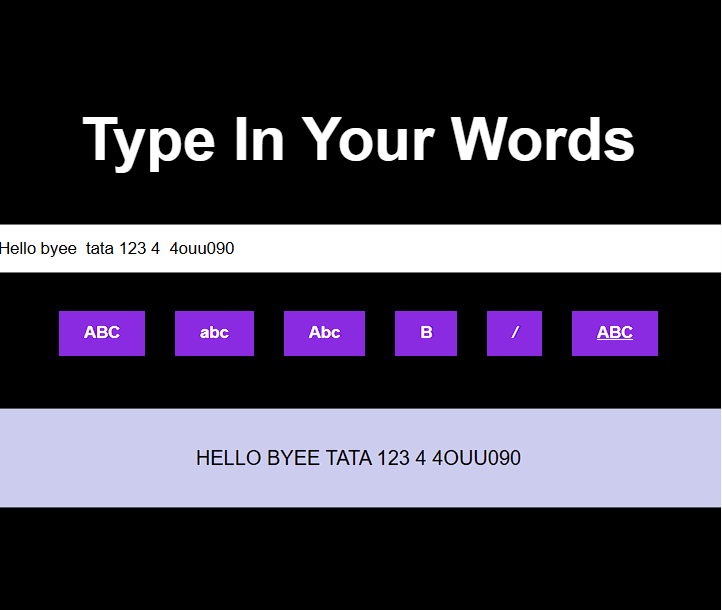 Type In Your Words
Hello byee  tata 123 4  4ouu090
ABC abc Abc B / ABC
HELLO BYEE TATA 123 4 4OUU090